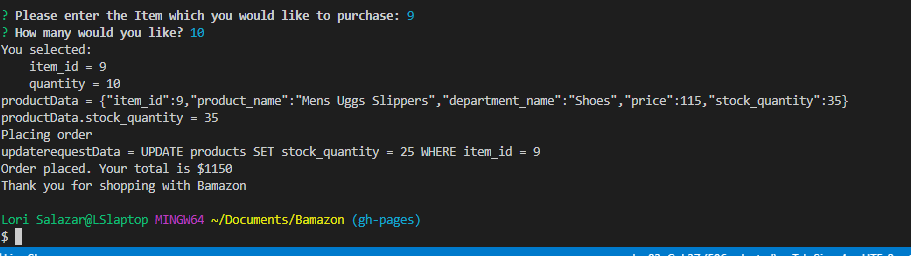 ? Please enter the Item which you would like to purchase: 9
? How many would you like? 10
You selected:
    item_id = 9
    quantity = 10
productData = {"item_id":9,"product_name":"Mens Uggs Slippers","department_name":"Shoes","price":115,"stock_quantity":35}
productData.stock_quantity = 35
Placing order
updaterequestData = UPDATE products SET stock_quantity = 25 WHERE item_id = 9
Order placed. Your total is $1150
Thank you for shopping with Bamazon
Lori Salazar@LSlaptop MINGW64 ~/Documents/Bamazon (gh-pages)
$